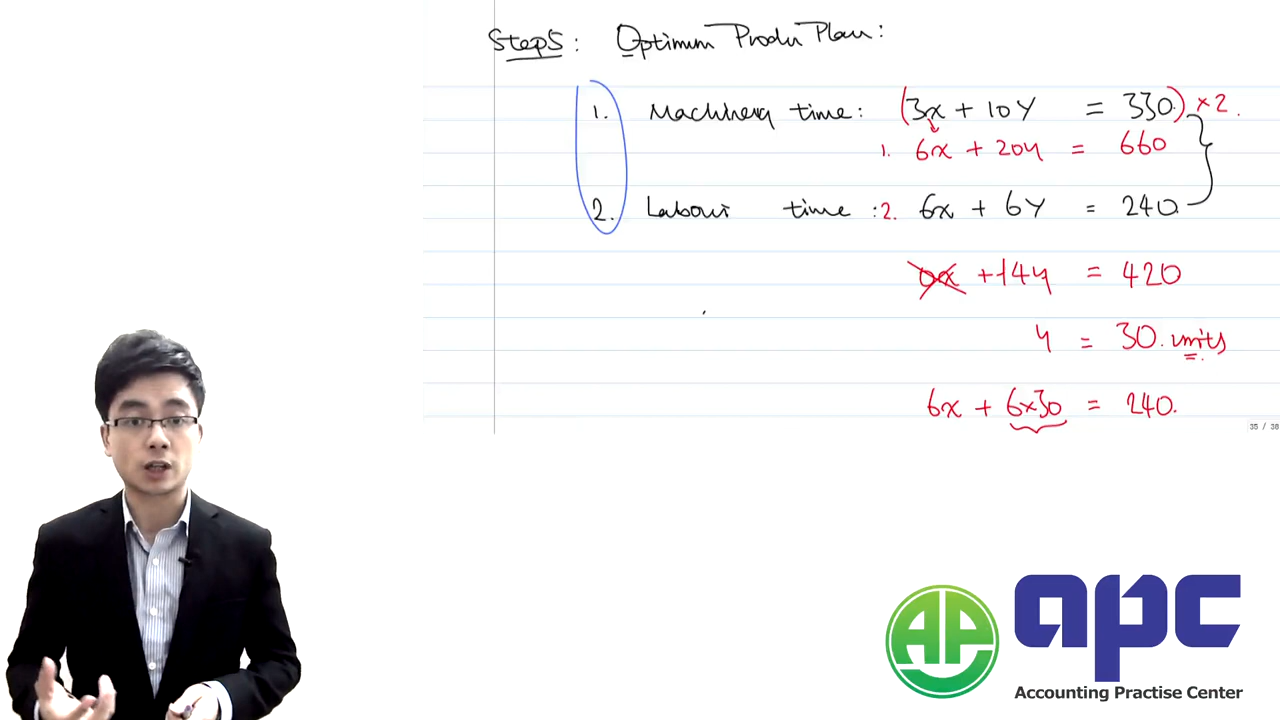 Step5: Optimum Produ Plan:
1. Machinery time: (3x + 10y = 330.) × 2.
1. 6x + 20y = 660
2. Labour time: 2. 6x + 6y = 240.
0x + 14y = 420
y = 30. units
6x + 6×30 = 240.
35 / 38
AP
apc
Accounting Practise Center